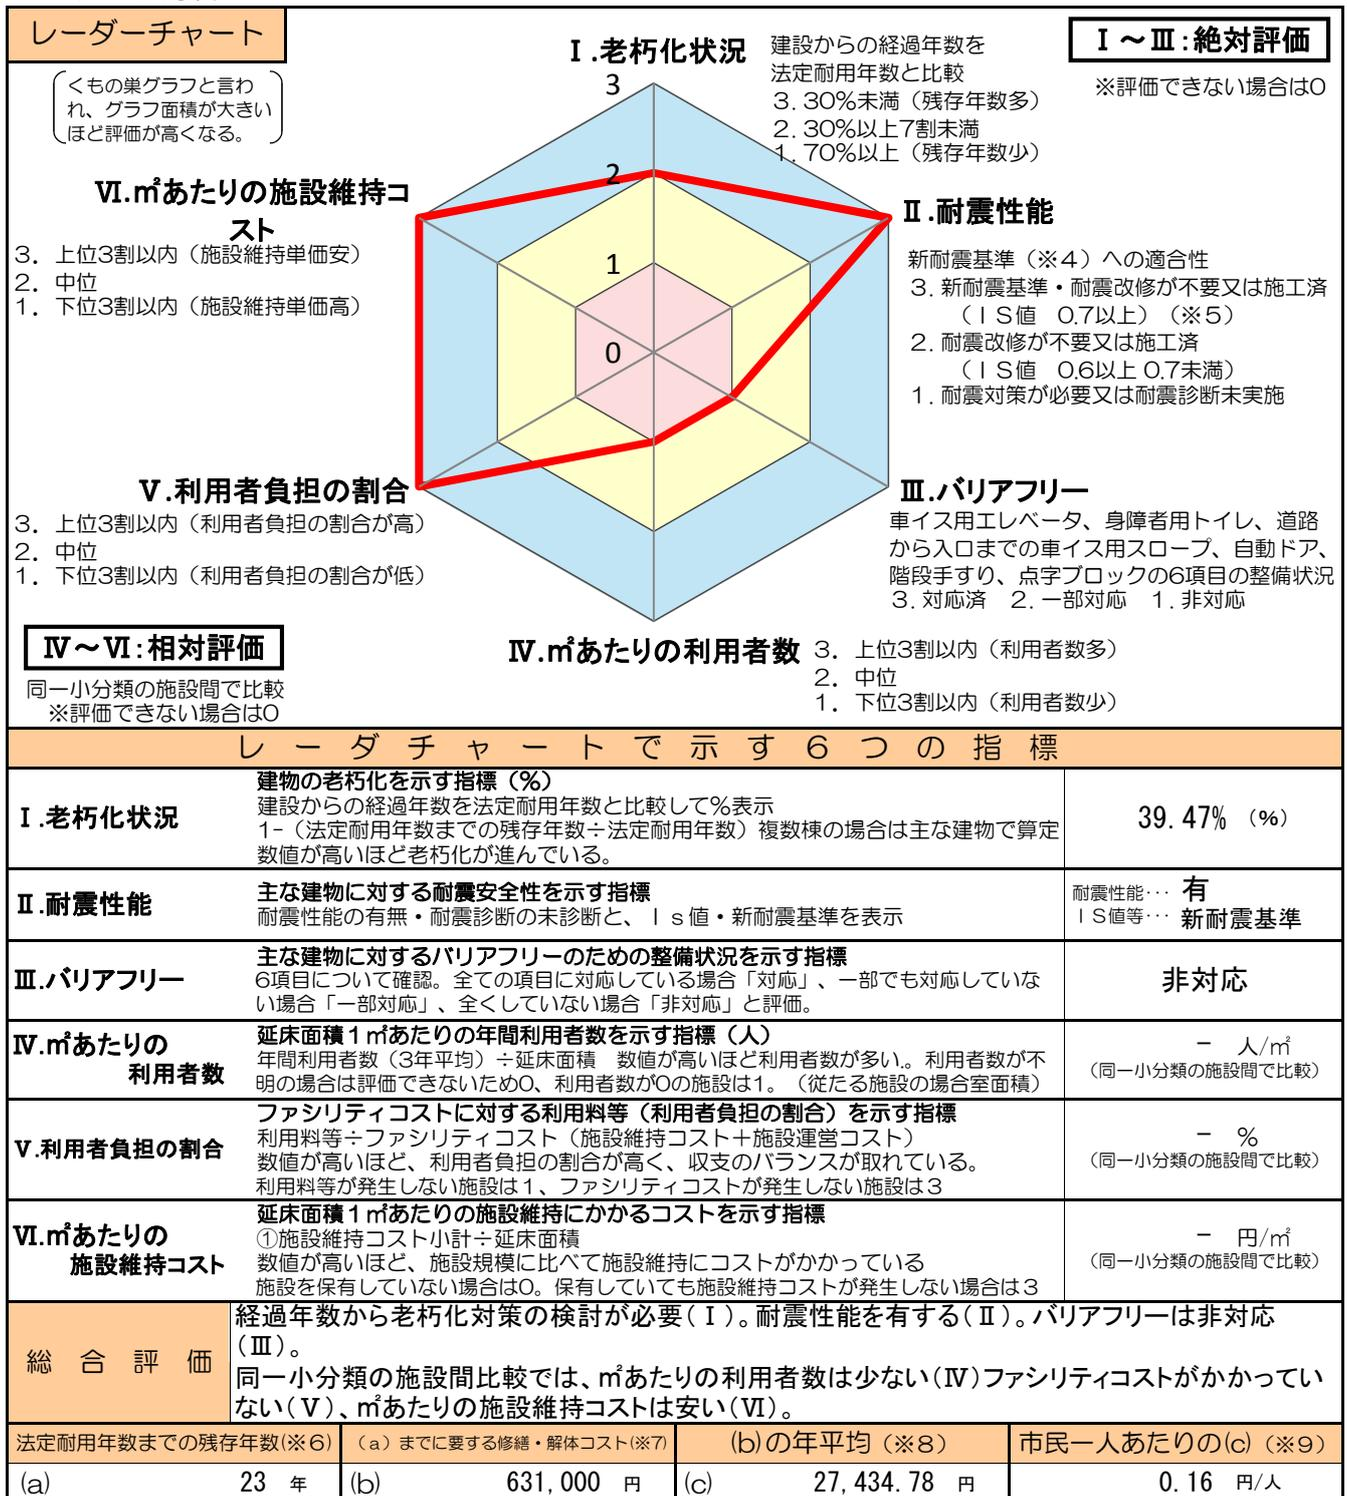 レーダーチャート
くもの巣グラフと言わ
れ、グラフ面積が大きい
ほど評価が高くなる。
Ⅰ.老朽化状況
建設からの経過年数を
法定耐用年数と比較
3. 30%未満（残存年数多）
2. 30%以上7割未満
1. 70%以上（残存年数少）
Ⅰ～Ⅲ:絶対評価
※評価できない場合は0
3
2
1
0
Ⅵ.㎡あたりの施設維持コ
スト
3. 上位3割以内（施設維持単価安）
2. 中位
1. 下位3割以内（施設維持単価高）
Ⅱ.耐震性能
新耐震基準（※4）への適合性
3. 新耐震基準・耐震改修が不要又は施工済
（ＩＳ値　0.7以上）（※5）
2. 耐震改修が不要又は施工済
（ＩＳ値　0.6以上 0.7未満）
1. 耐震対策が必要又は耐震診断未実施
Ⅴ.利用者負担の割合
3. 上位3割以内（利用者負担の割合が高）
2. 中位
1. 下位3割以内（利用者負担の割合が低）
Ⅲ.バリアフリー
車イス用エレベータ、身障者用トイレ、道路
から入口までの車イス用スロープ、自動ドア、
階段手すり、点字ブロックの6項目の整備状況
3. 対応済　2. 一部対応　1. 非対応
Ⅳ～Ⅵ:相対評価
同一小分類の施設間で比較
※評価できない場合は0
Ⅳ.㎡あたりの利用者数
3. 上位3割以内（利用者数多）
2. 中位
1. 下位3割以内（利用者数少）
レーダチャートで示す6つの指標
Ⅰ.老朽化状況
建物の老朽化を示す指標（%）
建設からの経過年数を法定耐用年数と比較して%表示
1-（法定耐用年数までの残存年数÷法定耐用年数）複数棟の場合は主な建物で算定
数値が高いほど老朽化が進んでいる。
39.47% （%）
Ⅱ.耐震性能
主な建物に対する耐震安全性を示す指標
耐震性能の有無・耐震診断の未診断と、Ｉｓ値・新耐震基準を表示
耐震性能… 有
ＩＳ値等… 新耐震基準
Ⅲ.バリアフリー
主な建物に対するバリアフリーのための整備状況を示す指標
6項目について確認。全ての項目に対応している場合「対応」、一部でも対応していな
い場合「一部対応」、全くしていない場合「非対応」と評価。
非対応
Ⅳ.㎡あたりの
利用者数
延床面積１㎡あたりの年間利用者数を示す指標（人）
年間利用者数（3年平均）÷延床面積　数値が高いほど利用者数が多い。利用者数が不
明の場合は評価できないため0、利用者数が0の施設は1。（従たる施設の場合室面積）
－　人/㎡
（同一小分類の施設間で比較）
Ⅴ.利用者負担の割合
ファシリティコストに対する利用料等（利用者負担の割合）を示す指標
利用料等÷ファシリティコスト（施設維持コスト＋施設運営コスト）
数値が高いほど、利用者負担の割合が高く、収支のバランスが取れている。
利用料等が発生しない施設は１、ファシリティコストが発生しない施設は３
－　%
（同一小分類の施設間で比較）
Ⅵ.㎡あたりの
施設維持コスト
延床面積１㎡あたりの施設維持にかかるコストを示す指標
①施設維持コスト小計÷延床面積
数値が高いほど、施設規模に比べて施設維持にコストがかかっている
施設を保有していない場合は0。保有していても施設維持コストが発生しない場合は３
－　円/㎡
（同一小分類の施設間で比較）
総合評価
経過年数から老朽化対策の検討が必要(Ⅰ)。耐震性能を有する(Ⅱ)。バリアフリーは非対応
(Ⅲ)。
同一小分類の施設間比較では、㎡あたりの利用者数は少ない(Ⅳ)ファシリティコストがかかってい
ない(Ⅴ)、㎡あたりの施設維持コストは安い(Ⅵ)。
法定耐用年数までの残存年数(※6) （a）までに要する修繕・解体コスト(※7) (b)の年平均（※8） 市民一人あたりの(c)（※9）
(a) 23 年 (b) 631,000 円 (c) 27,434.78 円 0.16 円/人